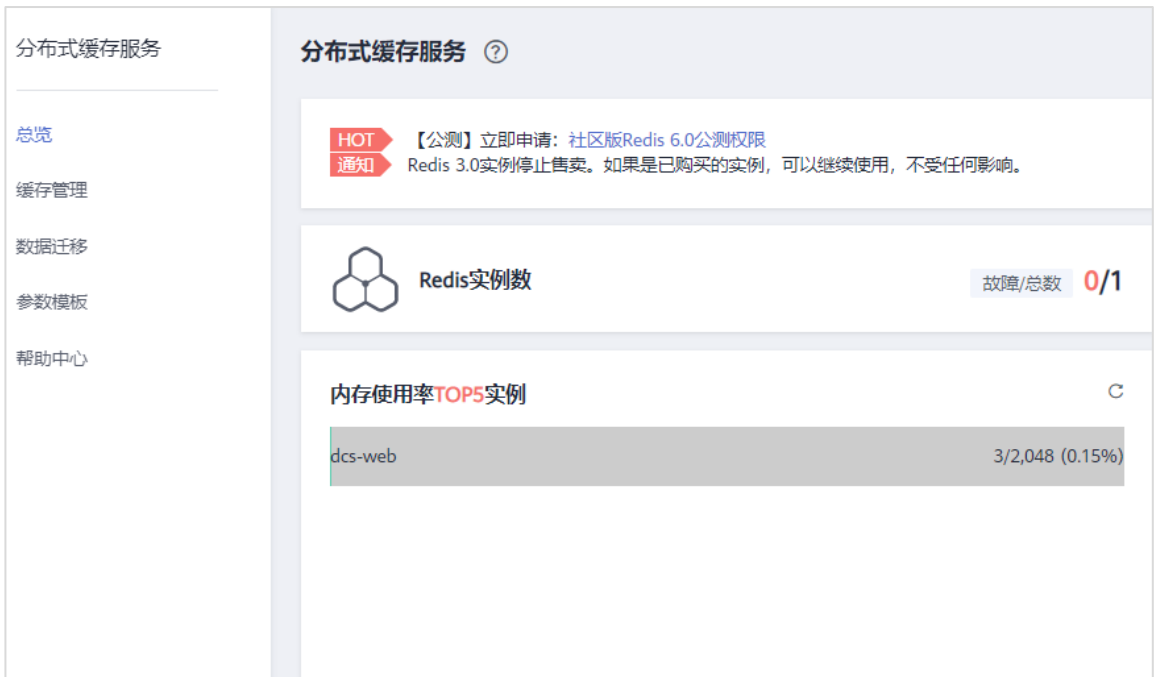 分布式缓存服务
总览
缓存管理
数据迁移
参数模板
帮助中心
分布式缓存服务 ?
HOT 【公测】立即申请：社区版Redis 6.0公测权限
通知 Redis 3.0实例停止售卖。如果是已购买的实例，可以继续使用，不受任何影响。
Redis实例数 故障/总数 0/1
内存使用率TOP5实例
dcs-web 3/2,048 (0.15%)